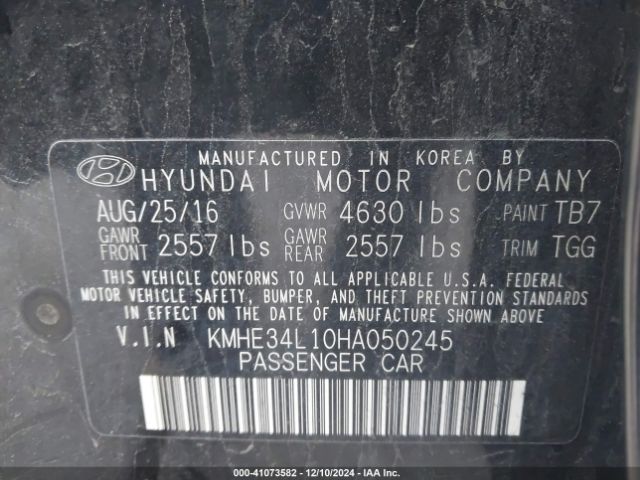 MANUFACTURED IN KOREA BY
HYUNDAI MOTOR COMPANY
AUG/25/16 GVWR 4630 lbs PAINT TB7
GAWR FRONT 2557 lbs GAWR REAR 2557 lbs TRIM TGG
THIS VEHICLE CONFORMS TO ALL APPLICABLE U.S.A. FEDERAL
MOTOR VEHICLE SAFETY, BUMPER, AND THEFT PREVENTION STANDARDS
IN EFFECT ON THE DATE OF MANUFACTURE SHOWN ABOVE.
V.I.N KMHE34L10HA050245
PASSENGER CAR
000-41073582 — 12/10/2024 — IAA Inc.